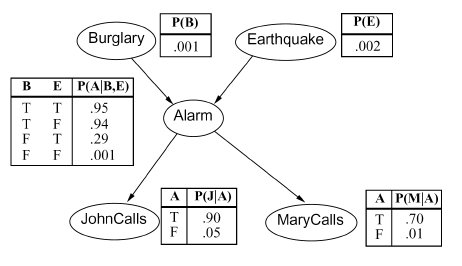 Burglary
P(B)
.001
Earthquake
P(E)
.002
B E P(A|B,E)
T T .95
T F .94
F T .29
F F .001
Alarm
JohnCalls
A P(J|A)
T .90
F .05
MaryCalls
A P(M|A)
T .70
F .01